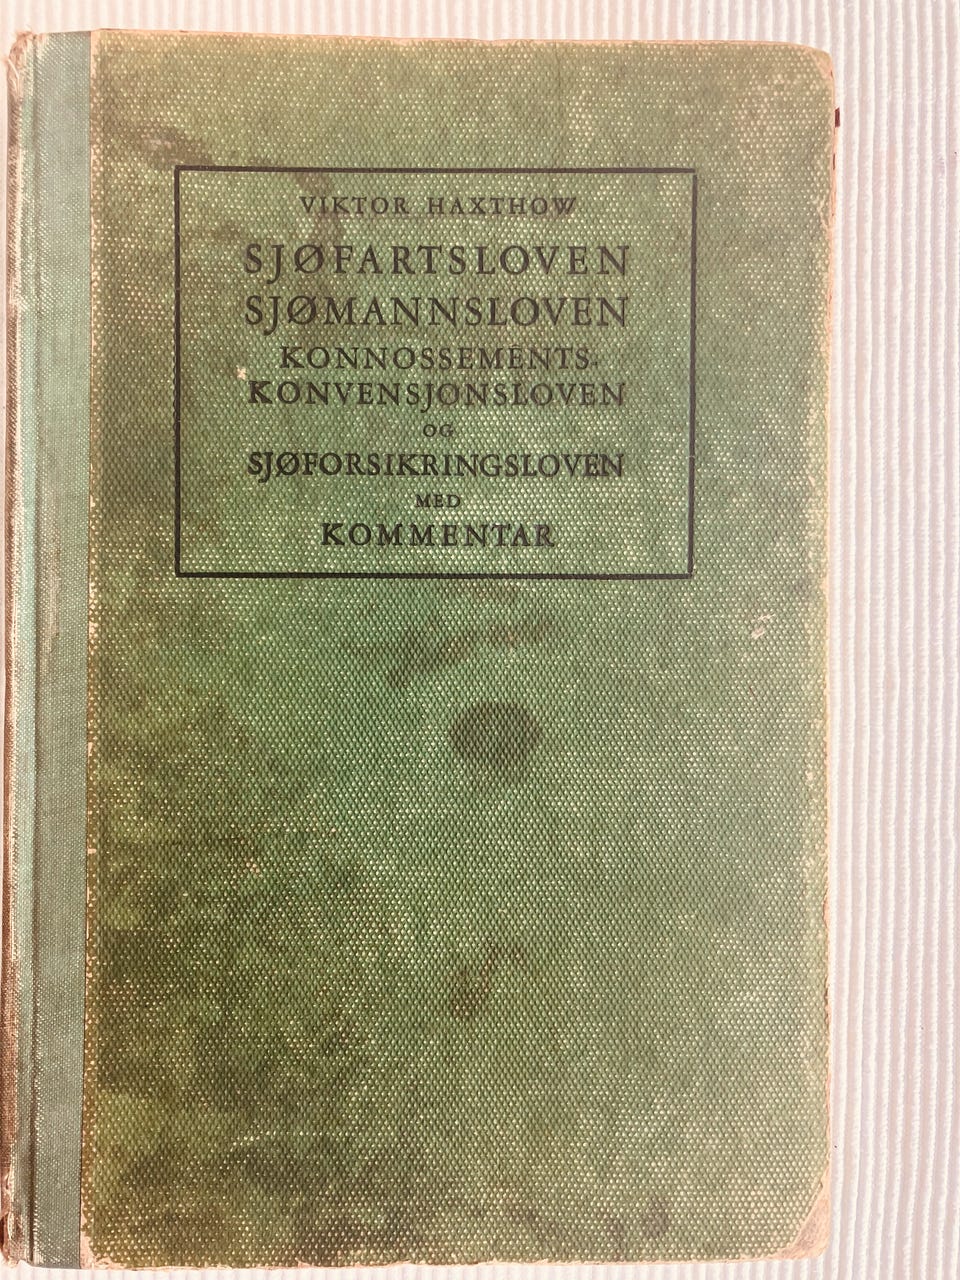 VIKTOR HAXTHOW
SJØFARTSLOVEN
SJØMANNSLOVEN
KONNOSSEMENTS-
KONVENSJONSLOVEN
OG
SJØFORSIKRINGSLOVEN
MED
KOMMENTAR